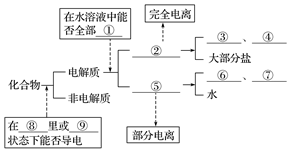 在水溶液中能
否全部 ①
完全电离
② ③ 、 ④
大部分盐
化合物 电解质
非电解质
⑤ ⑥ 、 ⑦
水
在 ⑧ 里或 ⑨
状态下能否导电
部分电离